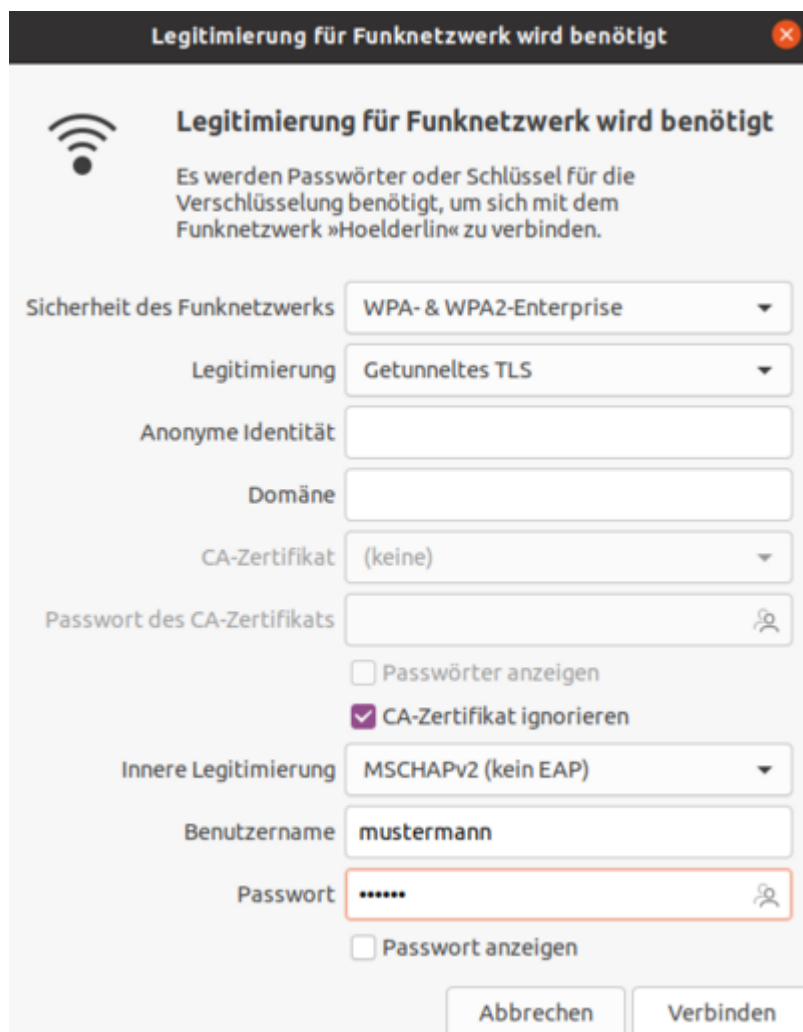 Legitimierung für Funknetzwerk wird benötigt
Legitimierung für Funknetzwerk wird benötigt
Es werden Passwörter oder Schlüssel für die
Verschlüsselung benötigt, um sich mit dem
Funknetzwerk »Hoelderlin« zu verbinden.
Sicherheit des Funknetzwerks WPA- & WPA2-Enterprise
Legitimierung Getunneltes TLS
Anonyme Identität
Domäne
CA-Zertifikat (keine)
Passwort des CA-Zertifikats
Passwörter anzeigen
CA-Zertifikat ignorieren
Innere Legitimierung MSCHAPv2 (kein EAP)
Benutzername mustermann
Passwort ••••••
Passwort anzeigen
Abbrechen Verbinden